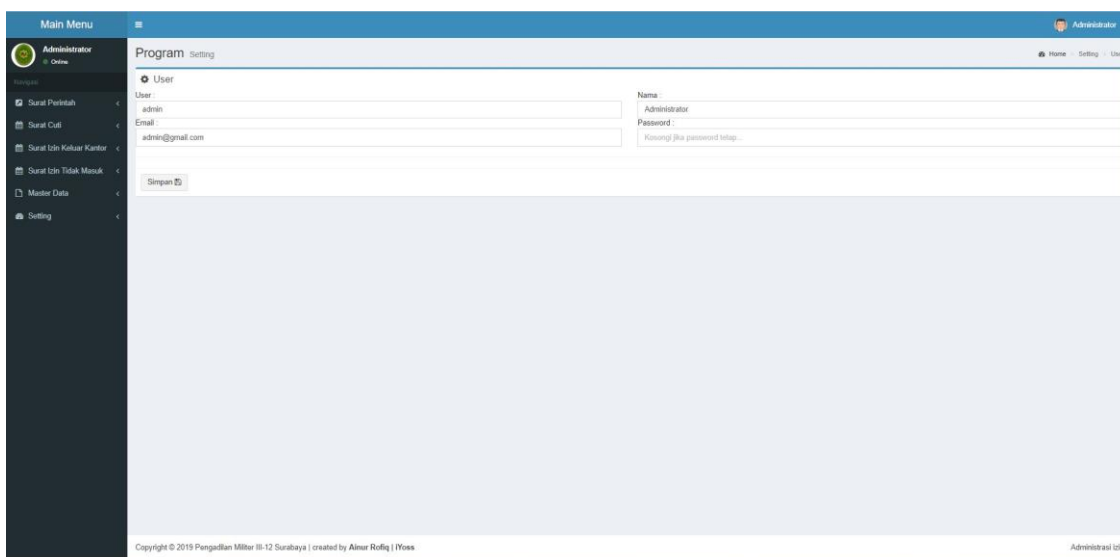 Main Menu
Administrator
Administrator
Online
Program Setting
Home > Setting >
Navigasi
Surat Perintah
Surat Cuti
Surat Izin Keluar Kantor
Surat Izin Tidak Masuk
Master Data
Setting
User
User :
admin
Nama :
Administrator
Email :
admin@gmail.com
Password :
Kosongi jika password tetap...
Simpan
Copyright © 2019 Pengadilan Militer III-12 Surabaya | created by Ainur Rofiq | iYoss
Administrasi